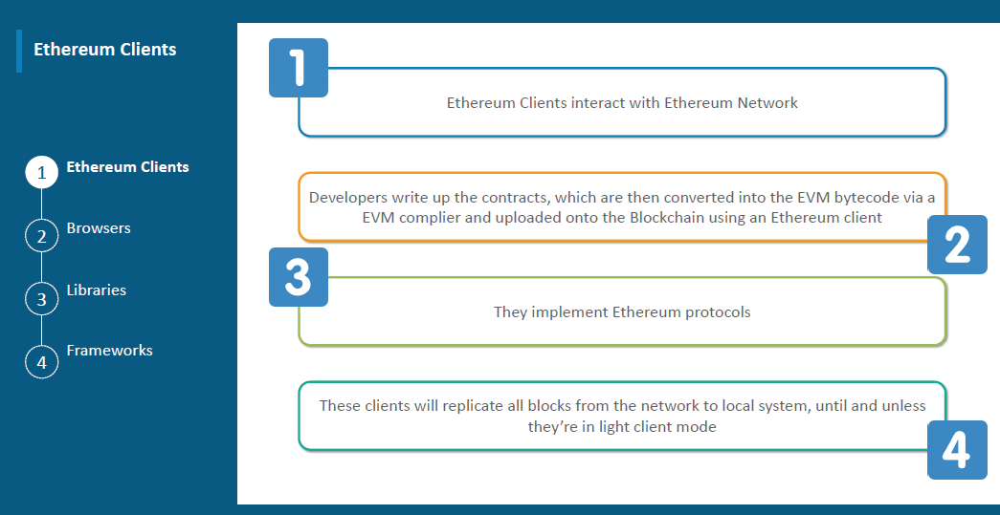 Ethereum Clients
1
Ethereum Clients
2
Browsers
3
Libraries
4
Frameworks
1
Ethereum Clients interact with Ethereum Network
Developers write up the contracts, which are then converted into the EVM bytecode via a
EVM complier and uploaded onto the Blockchain using an Ethereum client
2
3
They implement Ethereum protocols
These clients will replicate all blocks from the network to local system, until and unless
they’re in light client mode
4